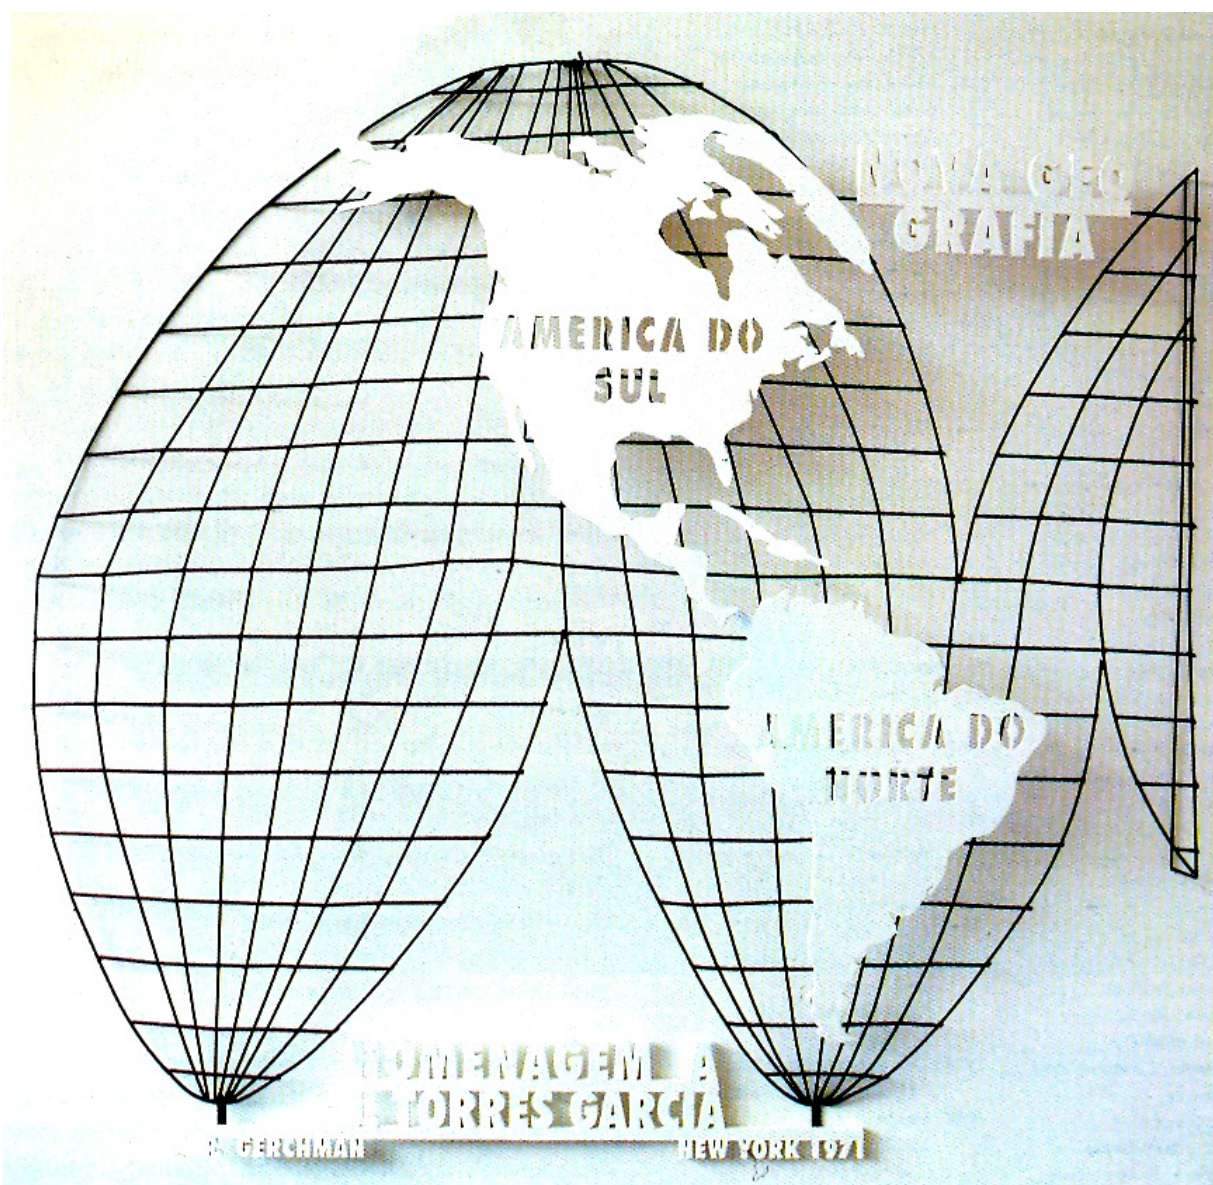 NOVA GEO
GRAFIA
AMERICA DO
SUL
AMERICA DO
NORTE
HOMENAGEM A
TORRES GARCIA
GERCHMAN
NEW YORK 1971